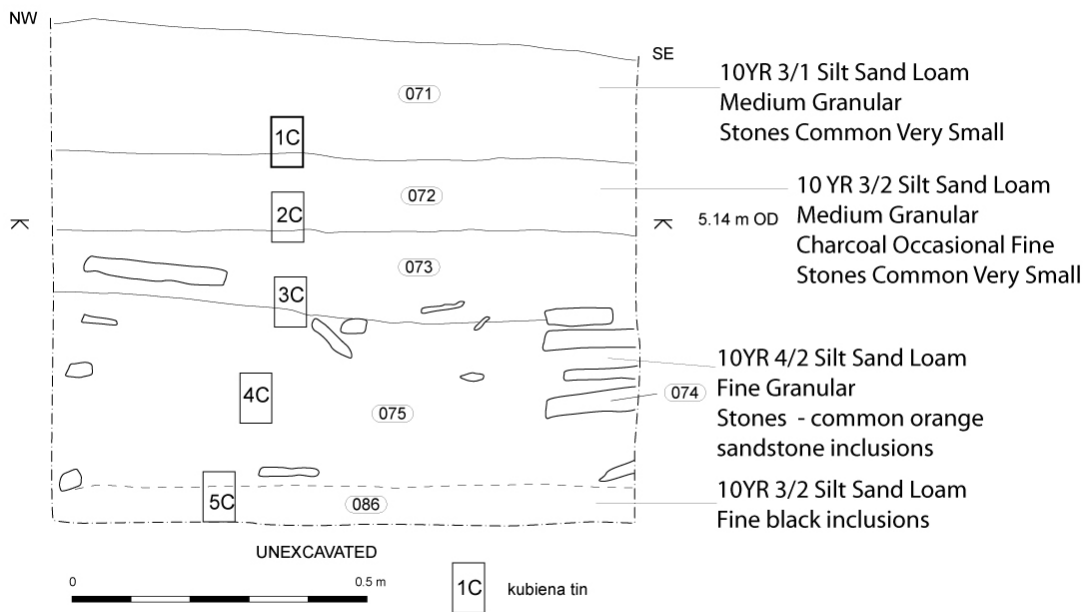 NW
SE
071
10YR 3/1 Silt Sand Loam
Medium Granular
Stones Common Very Small
1C
072
10 YR 3/2 Silt Sand Loam
Medium Granular
Charcoal Occasional Fine
Stones Common Very Small
2C
K
K
5.14 m OD
073
3C
10YR 4/2 Silt Sand Loam
Fine Granular
Stones - common orange
sandstone inclusions
074
4C
075
10YR 3/2 Silt Sand Loam
Fine black inclusions
5C
086
UNEXCAVATED
0
0.5 m
1C
kubiena tin